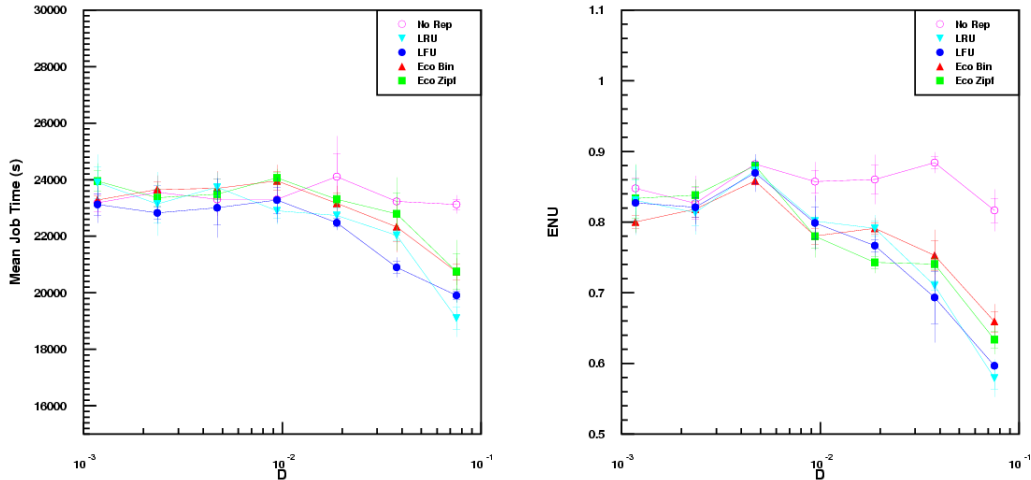 30000
28000
26000
24000
22000
20000
18000
16000
Mean Job Time (s)
No Rep
LRU
LFU
Eco Bin
Eco Zipf
10⁻³
10⁻²
10⁻¹
D
1.1
1
0.9
0.8
0.7
0.6
0.5
ENU
No Rep
LRU
LFU
Eco Bin
Eco Zipf
10⁻³
10⁻²
10⁻¹
D